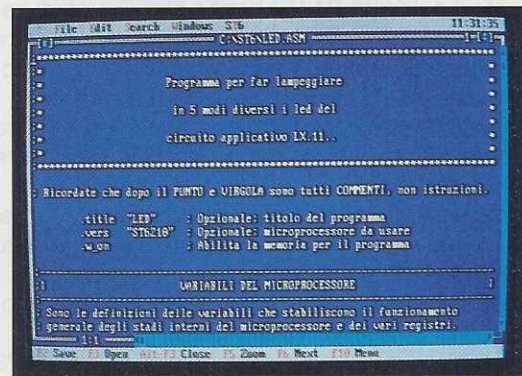 File Edit Search Windows ST6 11:31:35
C:\ST6\LED.ASM 1
Programma per far lampeggiare
in 5 modi diversi i led del
circuito applicativo LX.11..
; Ricordate che dopo il PUNTO e VIRGOLA sono tutti COMMENTI, non istruzioni.
.title "LED" ; Opzionale: titolo del programma
.vers "ST6210" ; Opzionale: microprocessore da usare
.w_on ; Abilita la memoria per il programma
VARIABILI DEL MICROPROCESSORE
Sono le definizioni delle variabili che stabiliscono il funzionamento
generale degli stadi interni del microprocessore e dei vari registri.
1:1
F2 Save F3 Open Alt-F3 Close F5 Zoom F6 Next F10 Menu